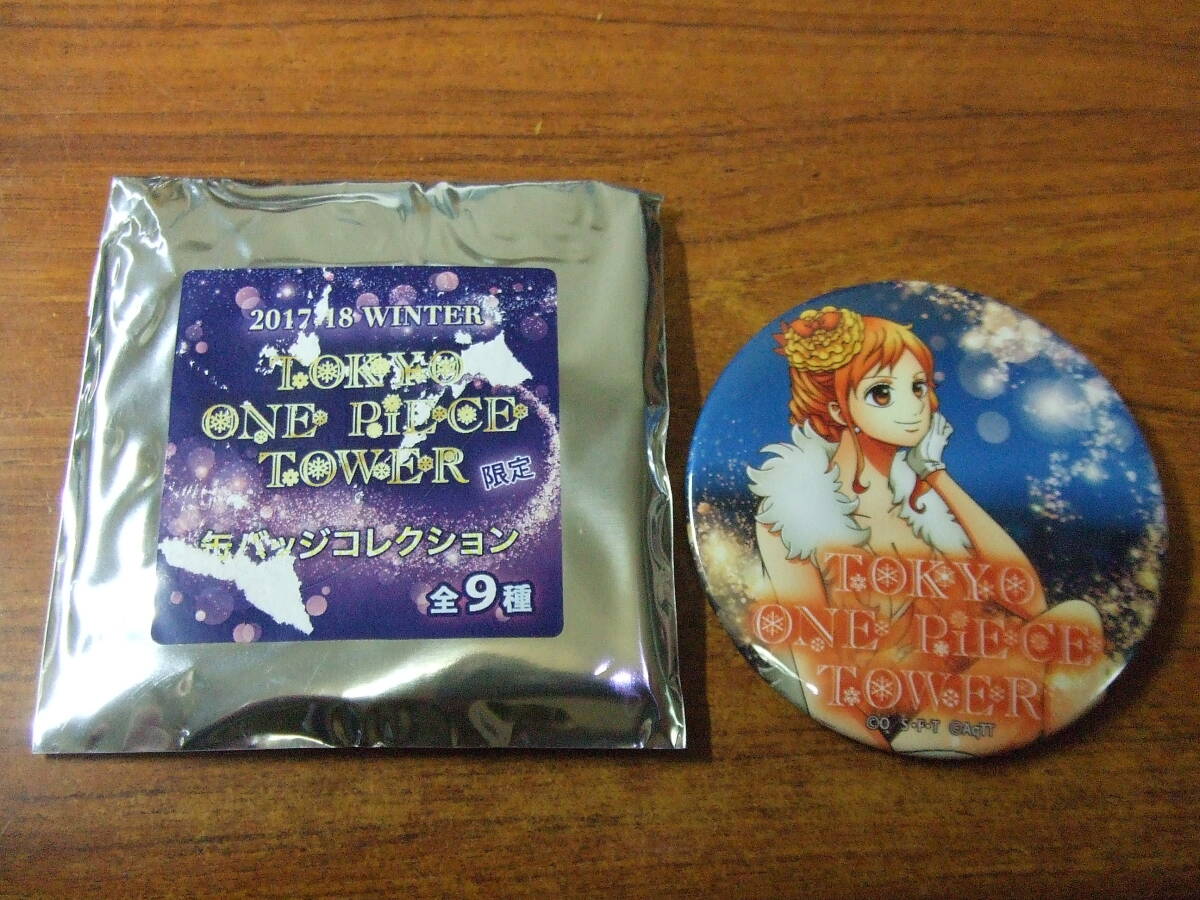 2017-18 WINTER
TOKYO
ONE PIECE
TOWER 限定
缶バッジコレクション
全9種
TOKYO
ONE PIECE
TOWER
©O S・F・T ©AqTT